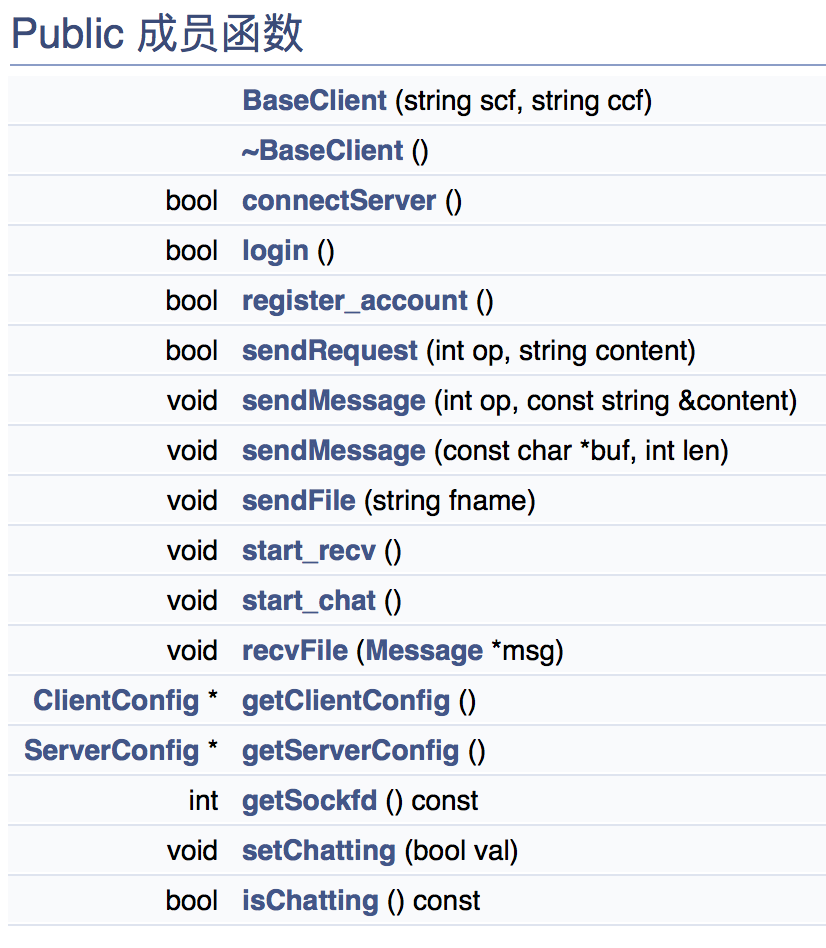 Public 成员函数
BaseClient (string scf, string ccf)
~BaseClient ()
bool connectServer ()
bool login ()
bool register_account ()
bool sendRequest (int op, string content)
void sendMessage (int op, const string &content)
void sendMessage (const char *buf, int len)
void sendFile (string fname)
void start_recv ()
void start_chat ()
void recvFile (Message *msg)
ClientConfig * getClientConfig ()
ServerConfig * getServerConfig ()
int getSockfd () const
void setChatting (bool val)
bool isChatting () const